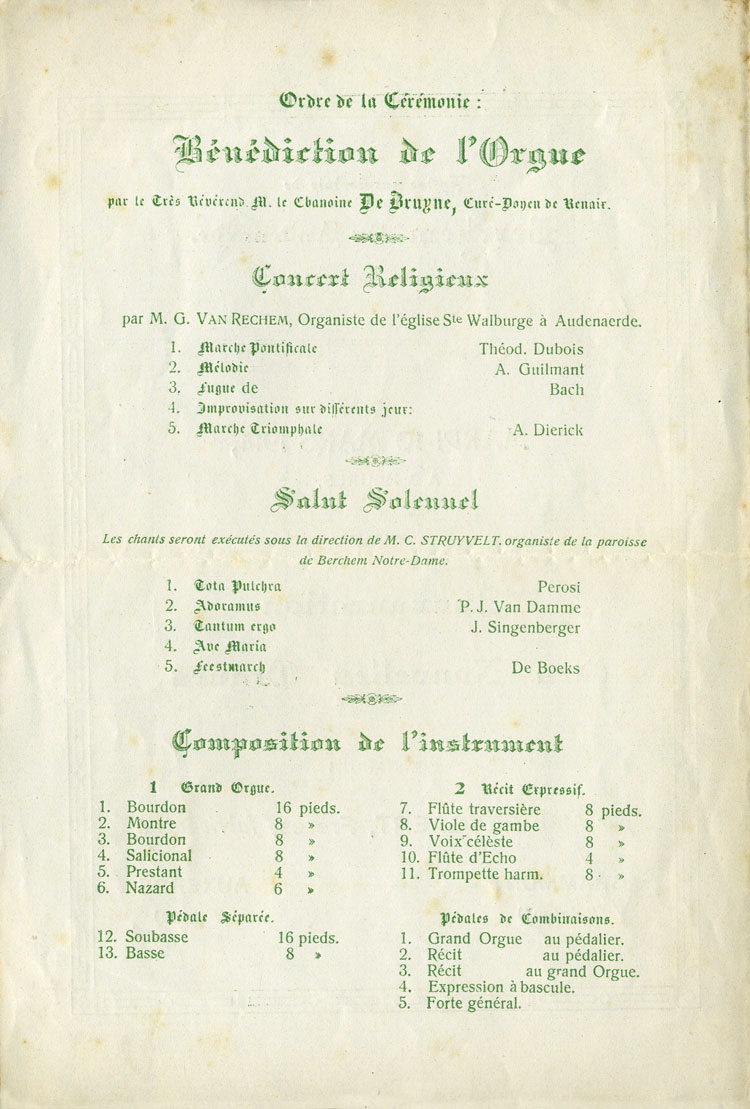 Ordre de la Cérémonie :
Bénédiction de l'Orgue
par le Très Révérend M. le Chanoine De Bruyne, Curé-Doyen de Renaix.
Concert Religieux
par M. G. VAN RECHEM, Organiste de l'église Ste Walburge à Audenaerde.
1. Marche Pontificale Théod. Dubois
2. Mélodie A. Guilmant
3. Fugue de Bach
4. Improvisation sur différents jeux:
5. Marche Triomphale A. Dierick
Salut Solennel
Les chants seront exécutés sous la direction de M. C. STRUYVELT. organiste de la paroisse
de Berchem Notre-Dame.
1. Tota Pulchra Perosi
2. Adoramus P. J. Van Damme
3. Tantum ergo J. Singenberger
4. Ave Maria
5. Feestmarch De Boeks
Composition de l'instrument
1 Grand Orgue.
1. Bourdon 16 pieds.
2. Montre 8 »
3. Bourdon 8 »
4. Salicional 8 »
5. Prestant 4 »
6. Nazard 6 »
2 Récit Expressif.
7. Flûte traversière 8 pieds.
8. Viole de gambe 8 »
9. Voix célèste 8 »
10. Flûte d'Echo 4 »
11. Trompette harm. 8 »
Pédale Séparée.
12. Soubasse 16 pieds.
13. Basse 8 »
Pédales de Combinaisons.
1. Grand Orgue au pédalier.
2. Récit au pédalier.
3. Récit au grand Orgue.
4. Expression à bascule.
5. Forte général.